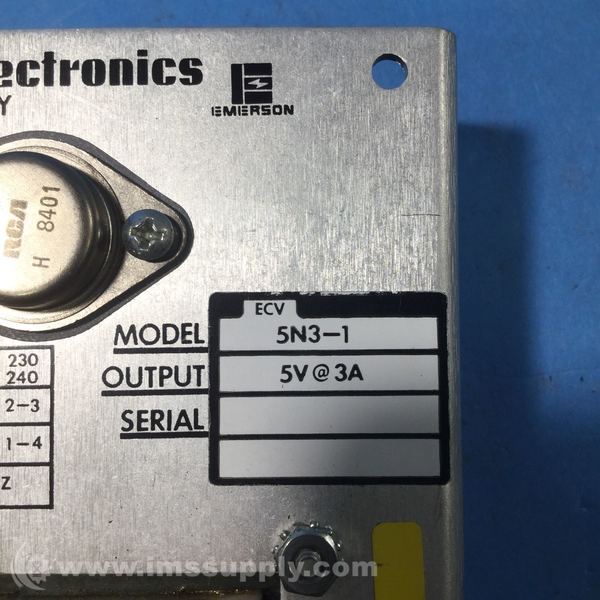 ectronics
Y
EMERSON
RCA
H 8401
ECV
MODEL 5N3-1
OUTPUT 5V@3A
SERIAL
230
240
2-3
1-4
Z
www.imssupply.com